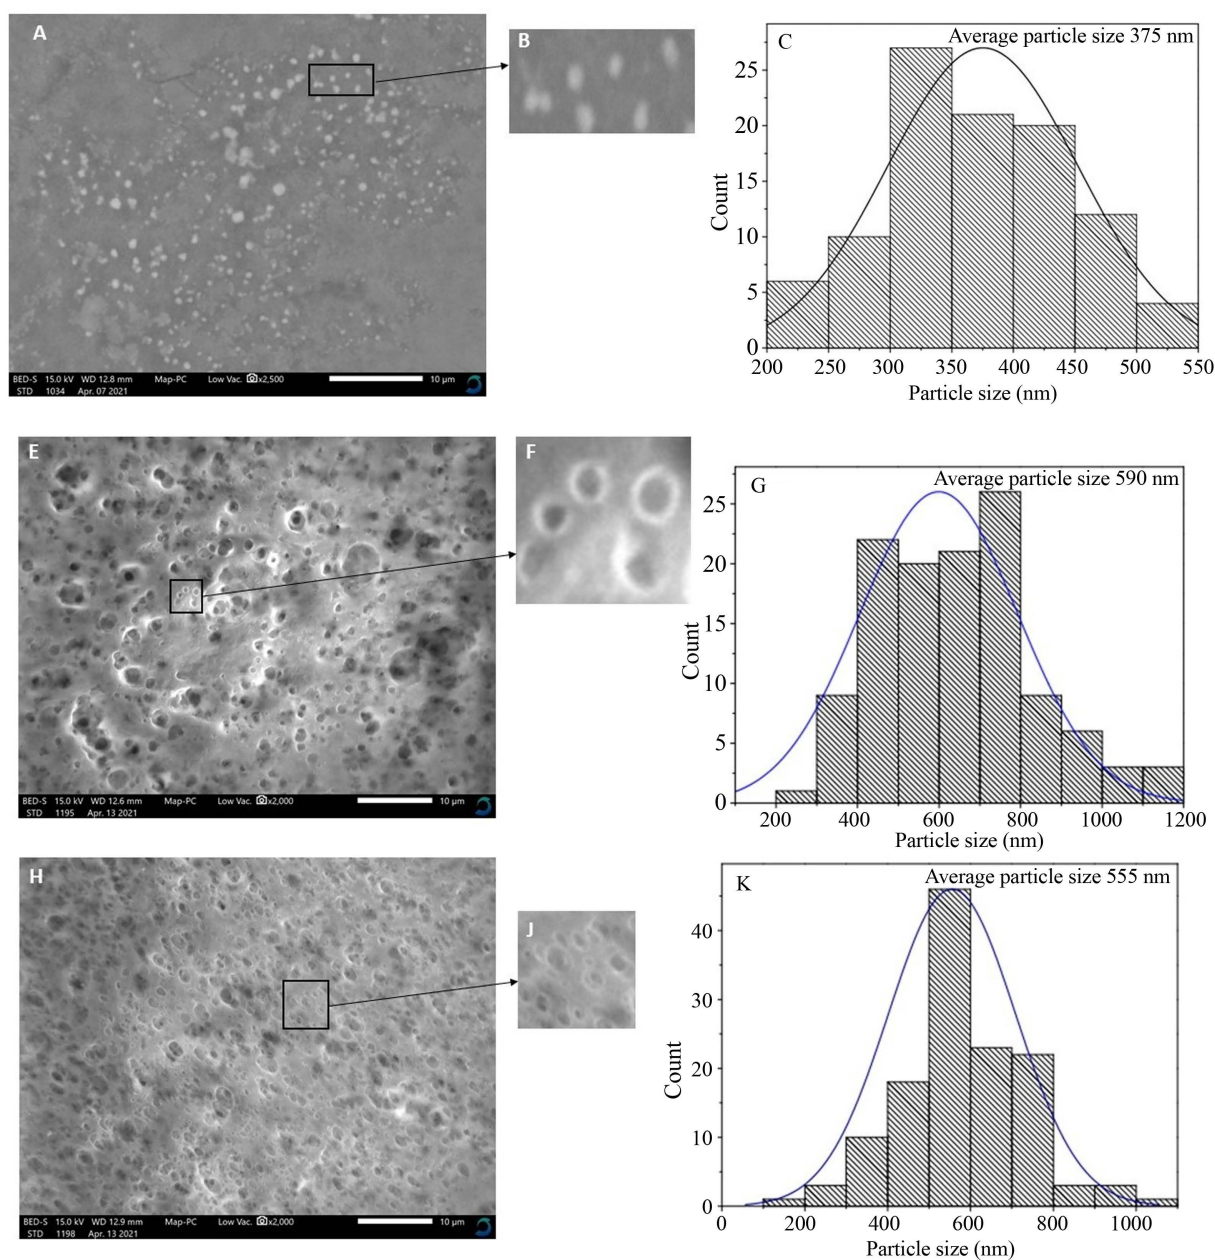 A
BED-S 15.0 kV WD 12.8 mm Map-PC Low Vac. x2,500 10 µm
STD 1034 Apr. 07 2021
B
C
Average particle size 375 nm
Count
25
20
15
10
5
0
200 250 300 350 400 450 500 550
Particle size (nm)
E
BED-S 15.0 kV WD 12.6 mm Map-PC Low Vac. x2,000 10 µm
STD 1195 Apr. 13 2021
F
G
Average particle size 590 nm
Count
25
20
15
10
5
0
200 400 600 800 1000 1200
Particle size (nm)
H
BED-S 15.0 kV WD 12.9 mm Map-PC Low Vac. x2,000 10 µm
STD 1198 Apr. 13 2021
J
K
Average particle size 555 nm
Count
40
30
20
10
0
0 200 400 600 800 1000
Particle size (nm)